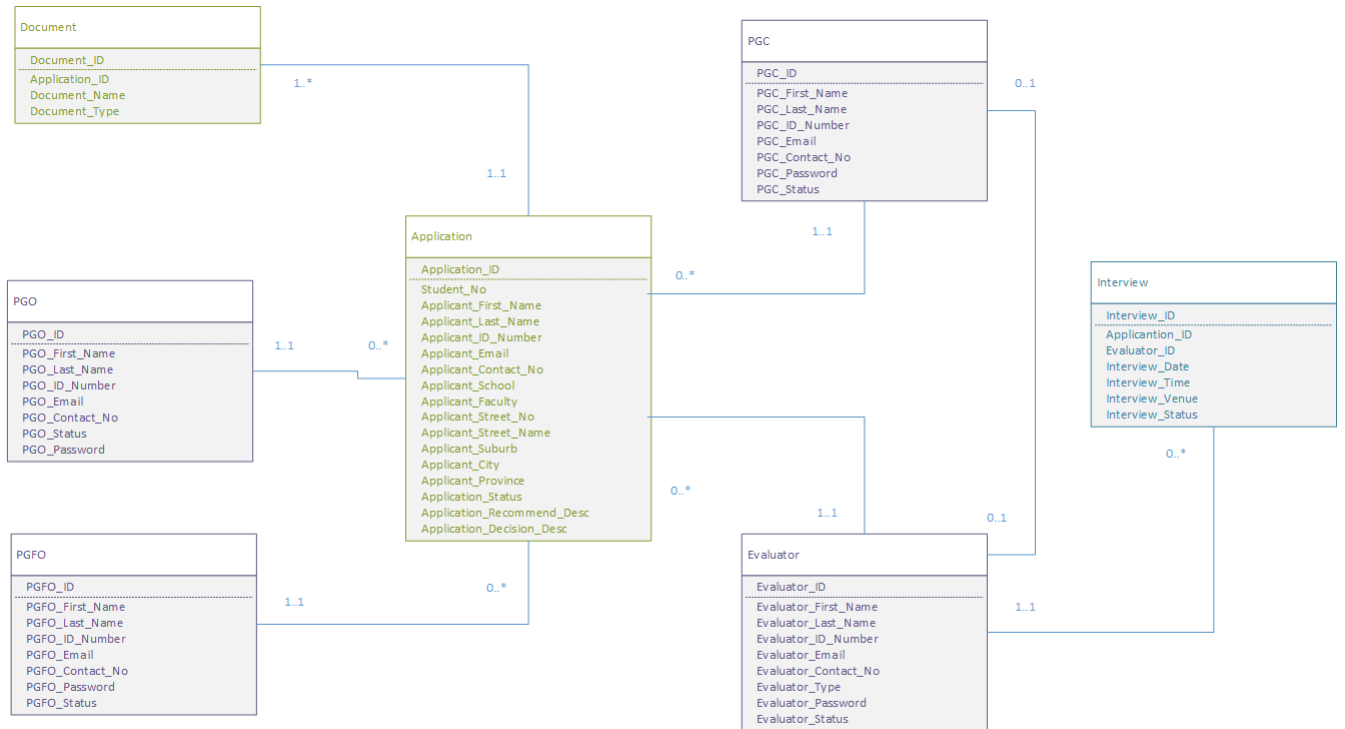 Document
Document_ID
Application_ID
Document_Name
Document_Type
1..*
1..1
PGC
PGC_ID
PGC_First_Name
PGC_Last_Name
PGC_ID_Number
PGC_Email
PGC_Contact_No
PGC_Password
PGC_Status
0..1
1..1
0..*
Application
Application_ID
Student_No
Applicant_First_Name
Applicant_Last_Name
Applicant_ID_Number
Applicant_Email
Applicant_Contact_No
Applicant_School
Applicant_Faculty
Applicant_Street_No
Applicant_Street_Name
Applicant_Suburb
Applicant_City
Applicant_Province
Application_Status
Application_Recommend_Desc
Application_Decision_Desc
Interview
Interview_ID
Applicantion_ID
Evaluator_ID
Interview_Date
Interview_Time
Interview_Venue
Interview_Status
0..*
PGO
PGO_ID
PGO_First_Name
PGO_Last_Name
PGO_ID_Number
PGO_Email
PGO_Contact_No
PGO_Status
PGO_Password
1..1
0..*
0..*
1..1
0..1
PGFO
PGFO_ID
PGFO_First_Name
PGFO_Last_Name
PGFO_ID_Number
PGFO_Email
PGFO_Contact_No
PGFO_Password
PGFO_Status
1..1
0..*
Evaluator
Evaluator_ID
Evaluator_First_Name
Evaluator_Last_Name
Evaluator_ID_Number
Evaluator_Email
Evaluator_Contact_No
Evaluator_Type
Evaluator_Password
Evaluator_Status
1..1